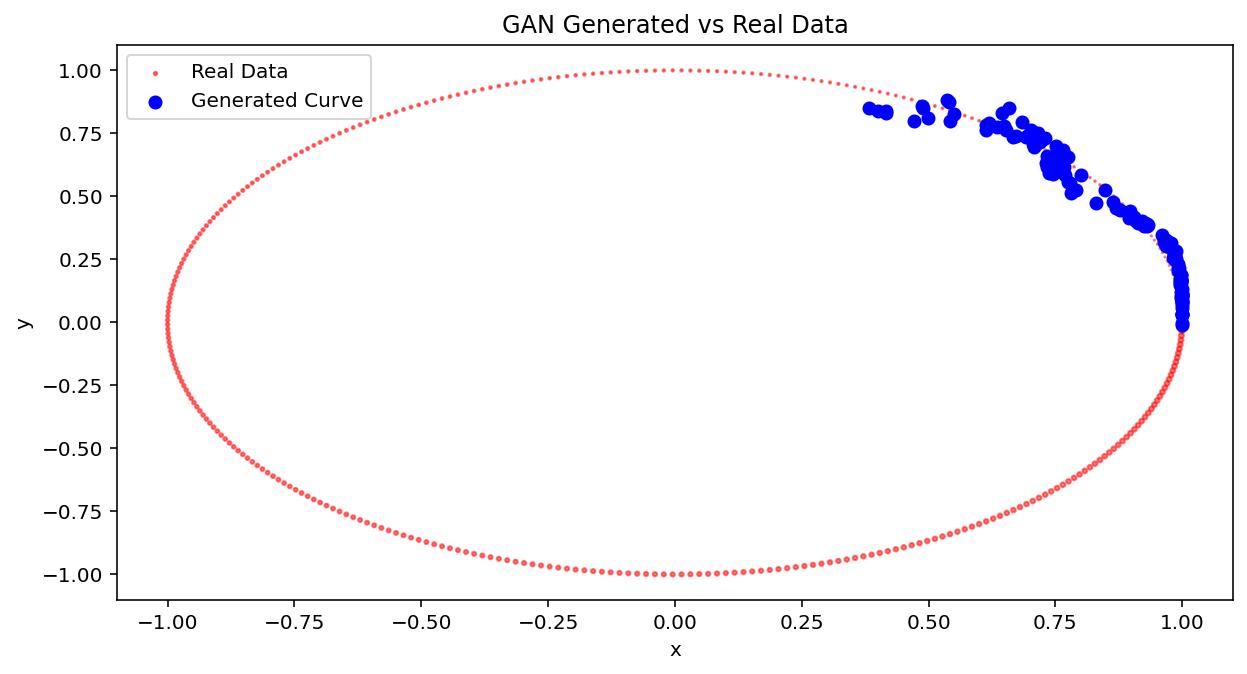 GAN Generated vs Real Data
Real Data
Generated Curve
1.00
0.75
0.50
0.25
0.00
−0.25
−0.50
−0.75
−1.00
y
−1.00 −0.75 −0.50 −0.25 0.00 0.25 0.50 0.75 1.00
x